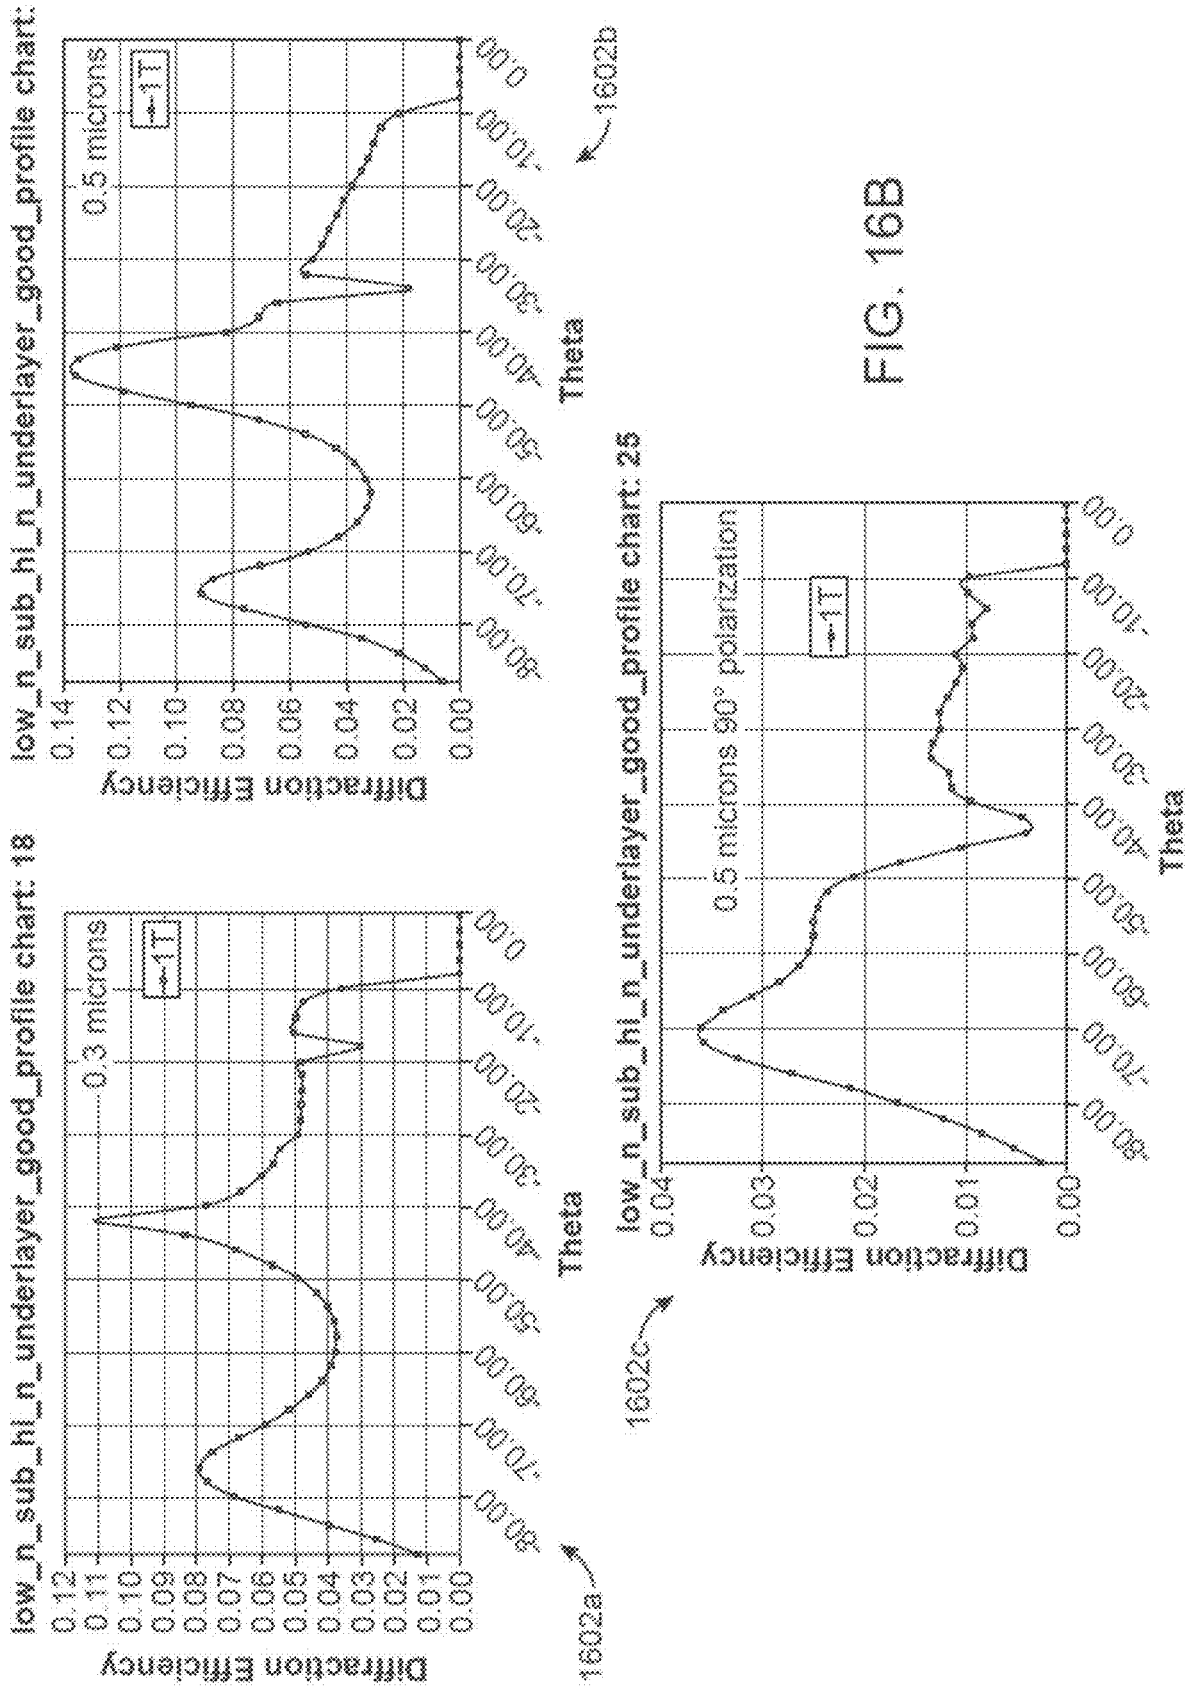 low_n_sub_hi_n_underlayer_good_profile chart: 18
Diffraction Efficiency
0.12
0.11
0.10
0.09
0.08
0.07
0.06
0.05
0.04
0.03
0.02
0.01
0.00
0.3 microns
1T
-80.00
-70.00
-60.00
-50.00
-40.00
-30.00
-20.00
-10.00
0.00
Theta
1602a
low_n_sub_hi_n_underlayer_good_profile chart:
Diffraction Efficiency
0.14
0.12
0.10
0.08
0.06
0.04
0.02
0.00
0.5 microns
1T
-80.00
-70.00
-60.00
-50.00
-40.00
-30.00
-20.00
-10.00
0.00
Theta
1602b
low_n_sub_hi_n_underlayer_good_profile chart: 25
Diffraction Efficiency
0.04
0.03
0.02
0.01
0.00
0.5 microns 90° polarization
1T
-80.00
-70.00
-60.00
-50.00
-40.00
-30.00
-20.00
-10.00
0.00
Theta
1602c
FIG. 16B